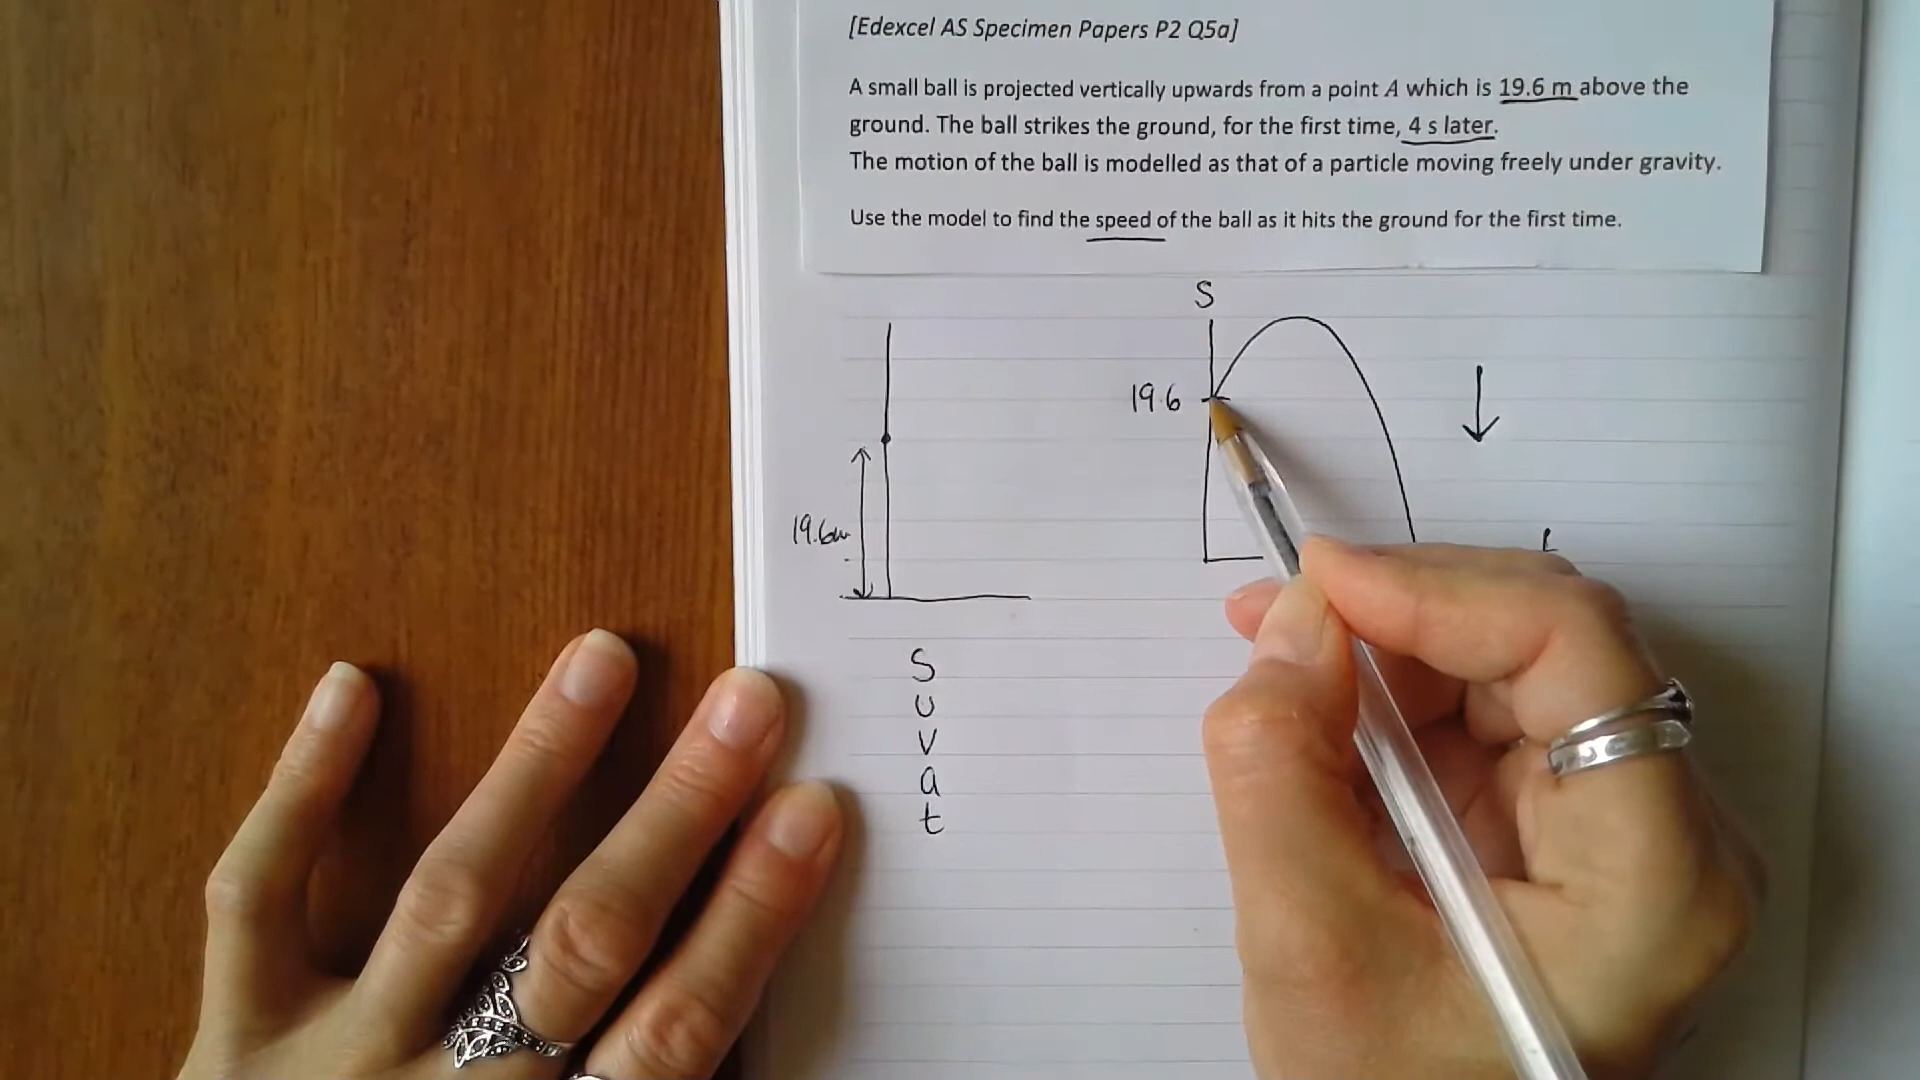 [Edexcel AS Specimen Papers P2 Q5a]
A small ball is projected vertically upwards from a point A which is 19.6 m above the
ground. The ball strikes the ground, for the first time, 4 s later.
The motion of the ball is modelled as that of a particle moving freely under gravity.
Use the model to find the speed of the ball as it hits the ground for the first time.
S
19.6
19.6m
S
u
v
a
t